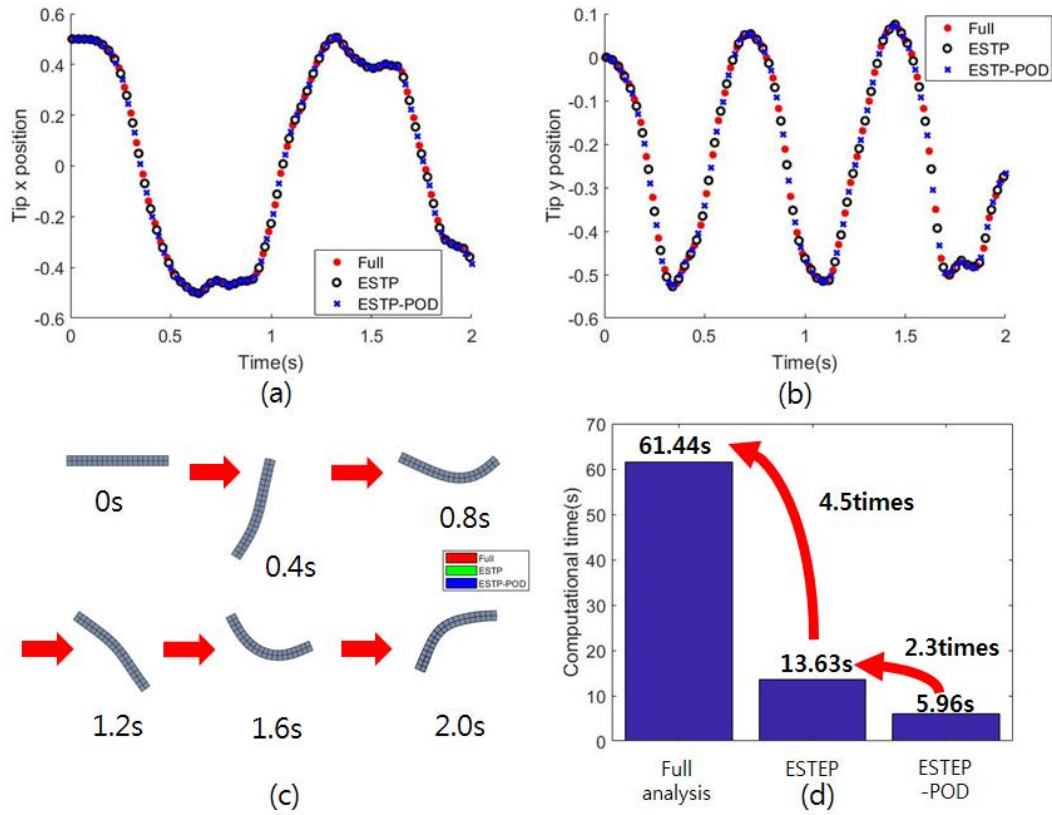 0.6
0.4
0.2
0
-0.2
-0.4
-0.6
Tip x position
0
0.5
1
1.5
2
Time(s)
Full
ESTP
ESTP-POD
(a)
0.1
0
-0.1
-0.2
-0.3
-0.4
-0.5
-0.6
Tip y position
0
0.5
1
1.5
2
Time(s)
Full
ESTP
ESTP-POD
(b)
0s
0.4s
0.8s
Full
ESTP
ESTP-POD
1.2s
1.6s
2.0s
(c)
70
60
50
40
30
20
10
0
Computational time(s)
61.44s
4.5times
2.3times
13.63s
5.96s
Full
analysis
ESTEP
ESTEP
-POD
(d)